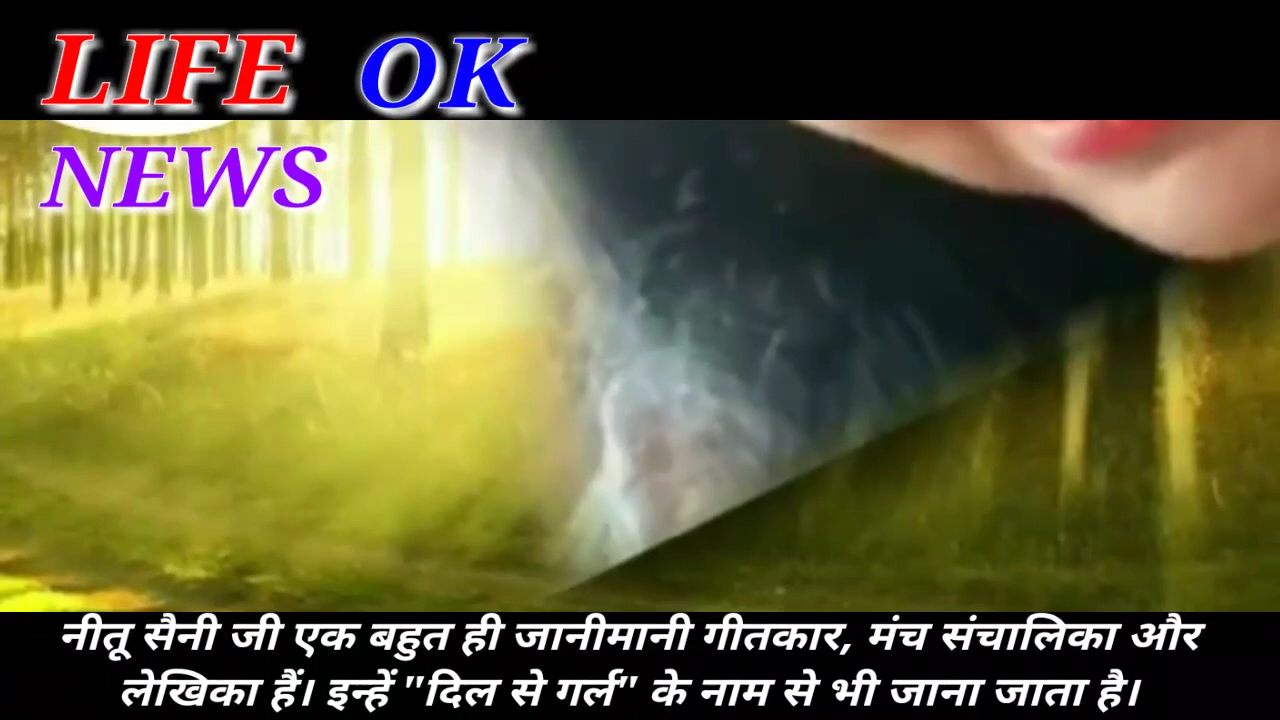 LIFE OK
NEWS
नीतू सैनी जी एक बहुत ही जानीमानी गीतकार, मंच संचालिका और
लेखिका हैं। इन्हें "दिल से गर्ल" के नाम से भी जाना जाता है।